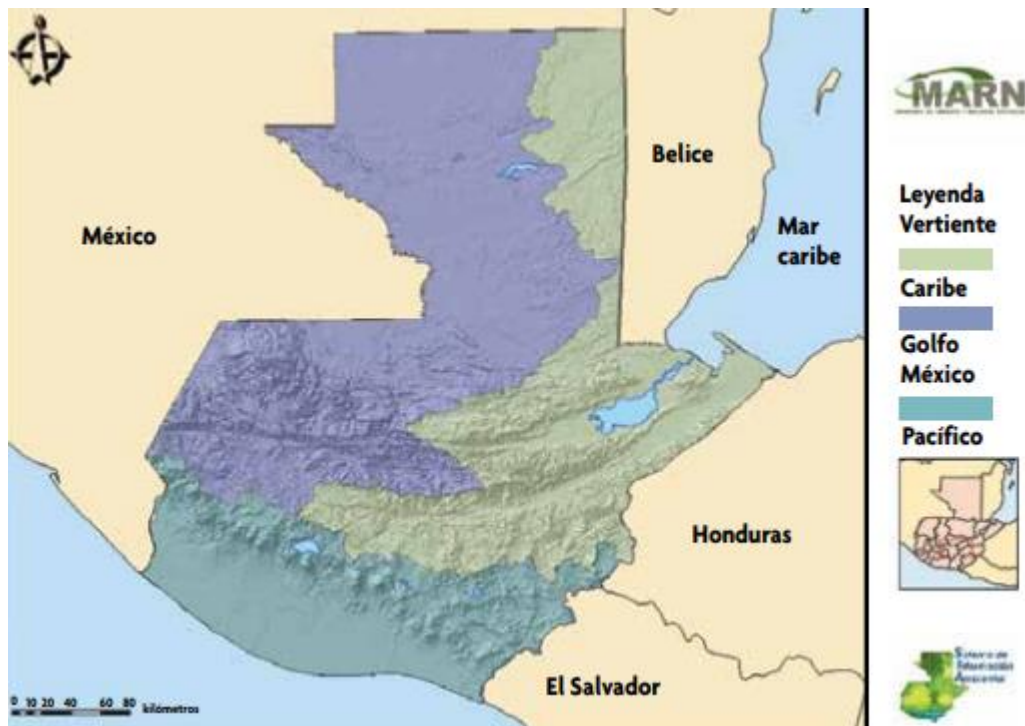 México
Belice
Mar
caribe
Honduras
El Salvador
0 10 20 40 60 80 kilómetros
MARN
Leyenda
Vertiente
Caribe
Golfo
México
Pacífico